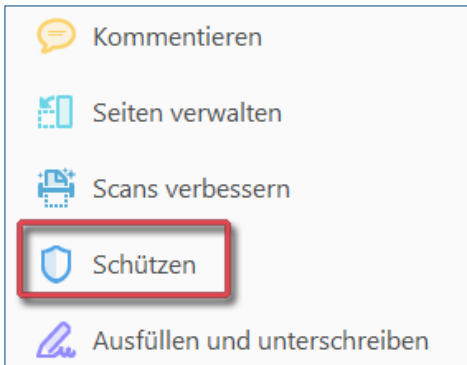 Kommentieren
Seiten verwalten
Scans verbessern
Schützen
Ausfüllen und unterschreiben